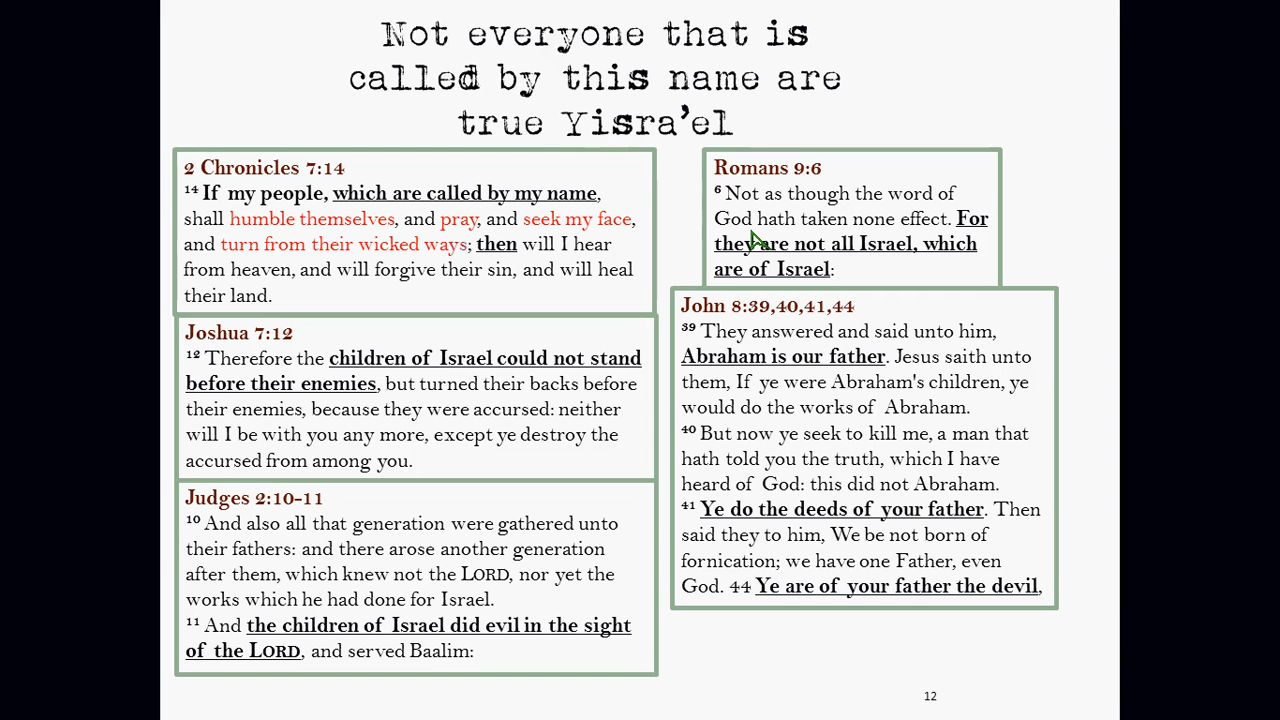 Not everyone that is
called by this name are
true Yisra'el
2 Chronicles 7:14
14 If my people, which are called by my name,
shall humble themselves, and pray, and seek my face,
and turn from their wicked ways; then will I hear
from heaven, and will forgive their sin, and will heal
their land.
Joshua 7:12
12 Therefore the children of Israel could not stand
before their enemies, but turned their backs before
their enemies, because they were accursed: neither
will I be with you any more, except ye destroy the
accursed from among you.
Judges 2:10-11
10 And also all that generation were gathered unto
their fathers: and there arose another generation
after them, which knew not the LORD, nor yet the
works which he had done for Israel.
11 And the children of Israel did evil in the sight
of the LORD, and served Baalim:
Romans 9:6
6 Not as though the word of
God hath taken none effect. For
they are not all Israel, which
are of Israel:
John 8:39,40,41,44
39 They answered and said unto him,
Abraham is our father. Jesus saith unto
them, If ye were Abraham's children, ye
would do the works of Abraham.
40 But now ye seek to kill me, a man that
hath told you the truth, which I have
heard of God: this did not Abraham.
41 Ye do the deeds of your father. Then
said they to him, We be not born of
fornication; we have one Father, even
God. 44 Ye are of your father the devil,
12